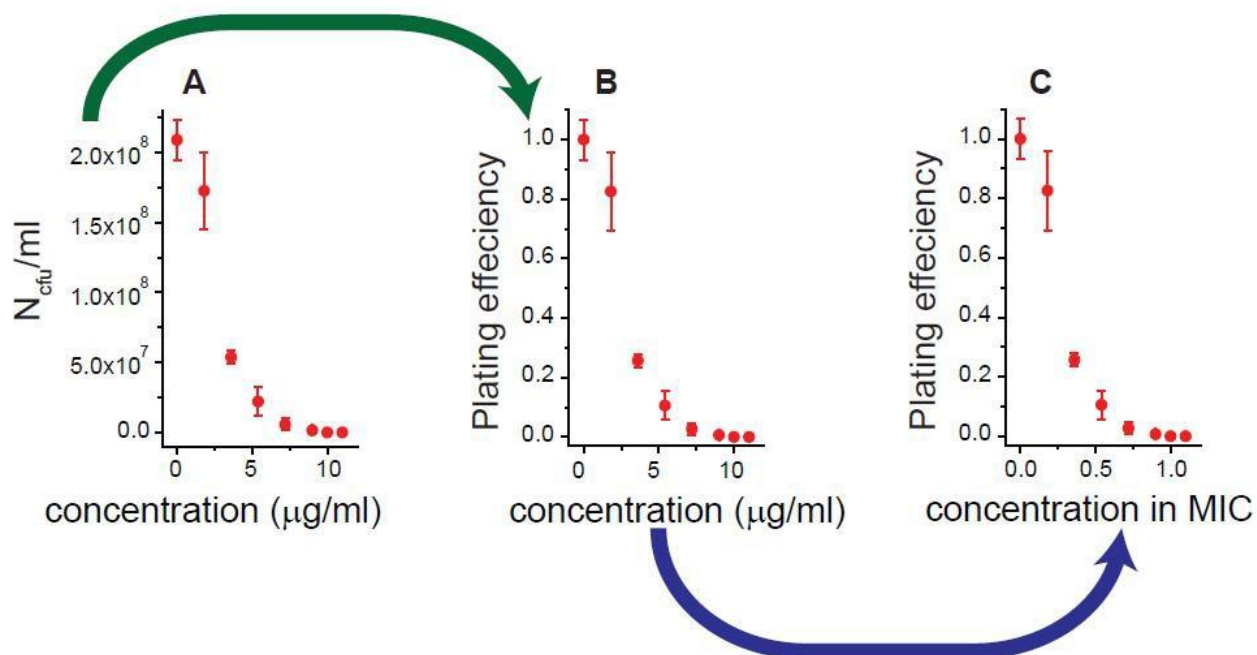 A
N_cfu/ml
2.0x10^8
1.5x10^8
1.0x10^8
5.0x10^7
0.0
0 5 10
concentration (μg/ml)
B
Plating effeciency
1.0
0.8
0.6
0.4
0.2
0.0
0 5 10
concentration (μg/ml)
C
Plating effeciency
1.0
0.8
0.6
0.4
0.2
0.0
0.0 0.5 1.0
concentration in MIC